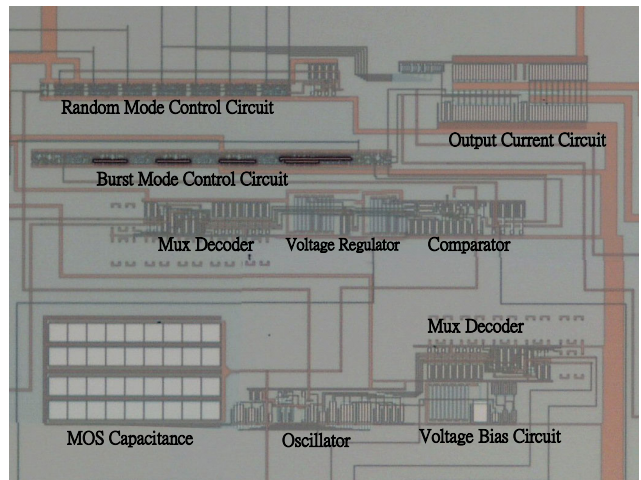 Random Mode Control Circuit
Output Current Circuit
Burst Mode Control Circuit
Mux Decoder
Voltage Regulator
Comparator
Mux Decoder
MOS Capacitance
Oscillator
Voltage Bias Circuit